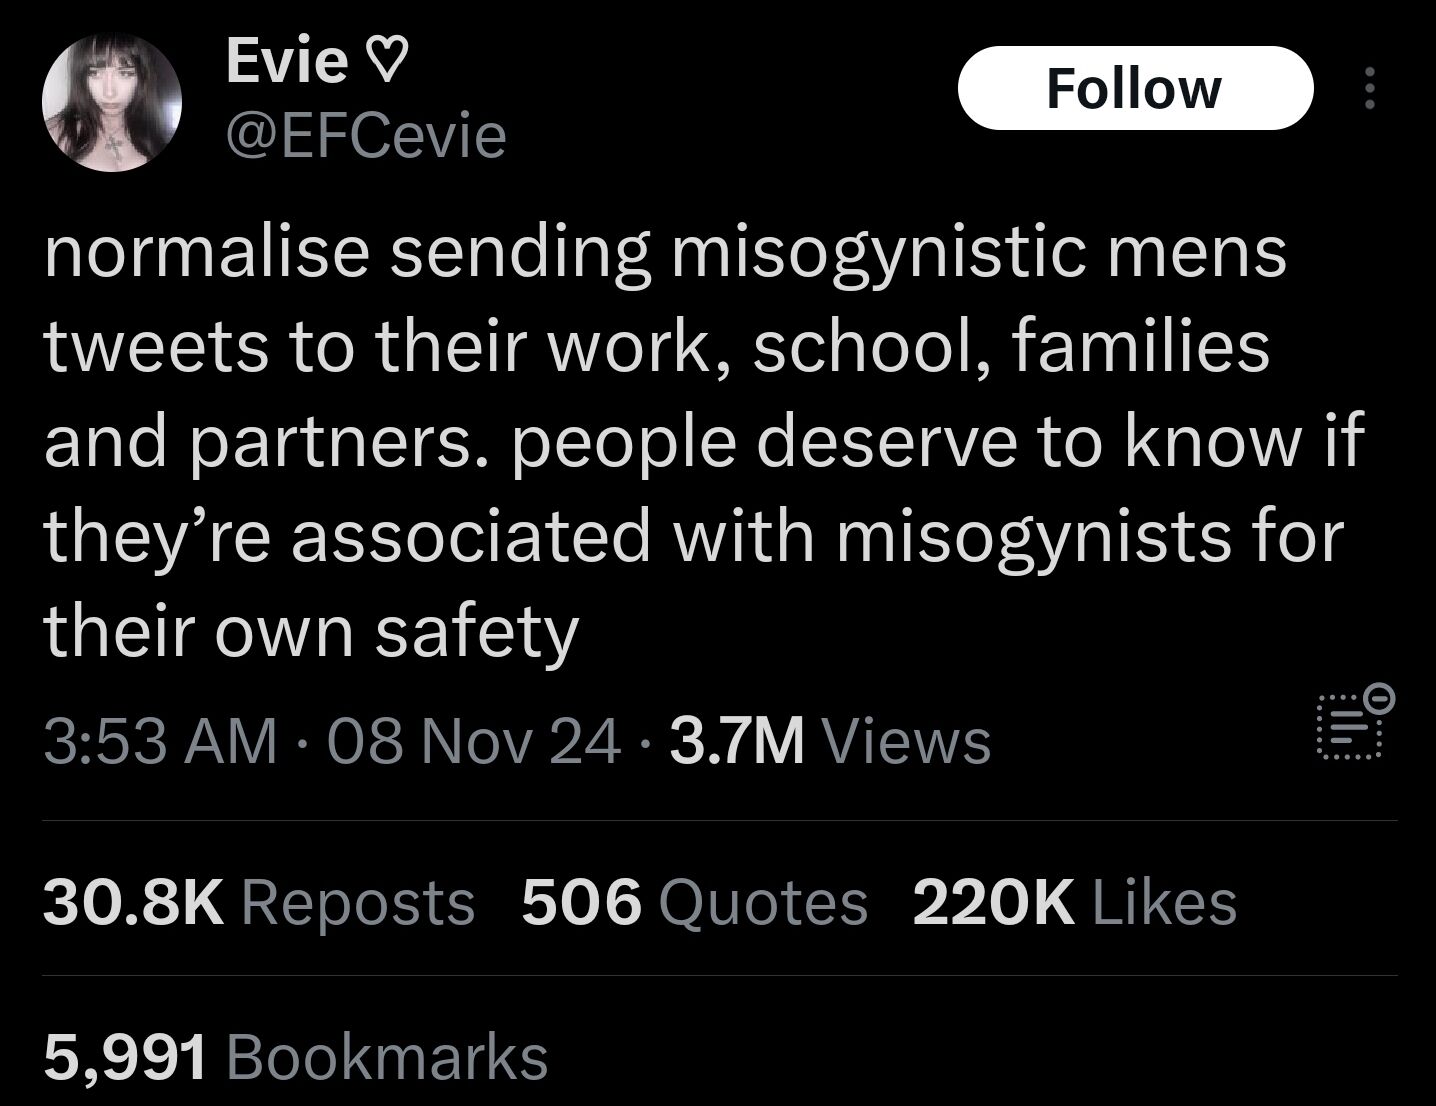 Evie ♡
@EFCevie
Follow
normalise sending misogynistic mens
tweets to their work, school, families
and partners. people deserve to know if
they’re associated with misogynists for
their own safety
3:53 AM · 08 Nov 24 · 3.7M Views
30.8K Reposts 506 Quotes 220K Likes
5,991 Bookmarks